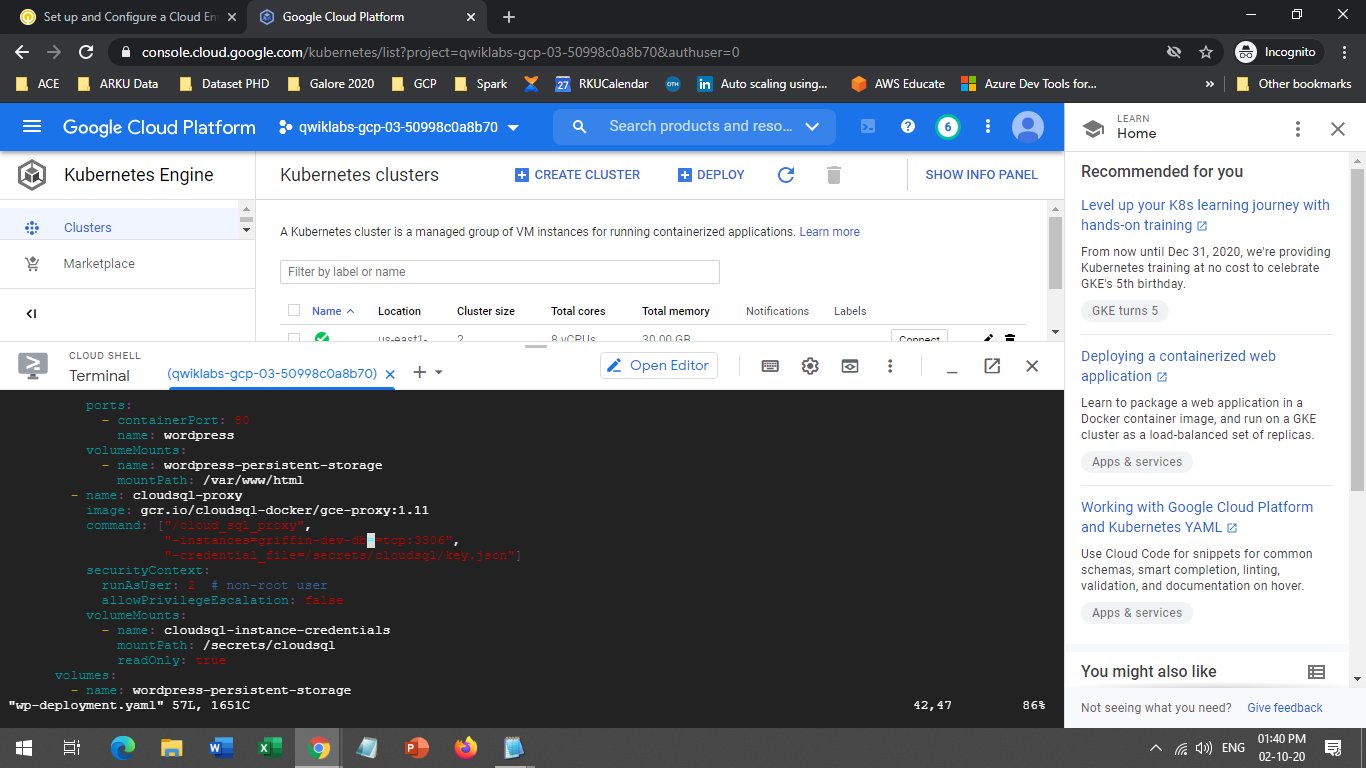 Set up and Configure a Cloud En
Google Cloud Platform
console.cloud.google.com/kubernetes/list?project=qwiklabs-gcp-03-50998c0a8b70&authuser=0
Incognito
ACE
ARKU Data
Dataset PHD
Galore 2020
GCP
Spark
27
RKUCalendar
OTH
in
Auto scaling using...
AWS Educate
Azure Dev Tools for...
»
Other bookmarks
Google Cloud Platform
qwiklabs-gcp-03-50998c0a8b70
Search products and reso...
6
LEARN
Home
Kubernetes Engine
Kubernetes clusters
CREATE CLUSTER
DEPLOY
SHOW INFO PANEL
Clusters
Marketplace
A Kubernetes cluster is a managed group of VM instances for running containerized applications. Learn more
Filter by label or name
Name Location Cluster size Total cores Total memory Notifications Labels
us-east1- 2 8 vCPUs 30.00 GB Connect
CLOUD SHELL
Terminal
(qwiklabs-gcp-03-50998c0a8b70)
Open Editor
ports:
- containerPort: 80
name: wordpress
volumeMounts:
- name: wordpress-persistent-storage
mountPath: /var/www/html
- name: cloudsql-proxy
image: gcr.io/cloudsql-docker/gce-proxy:1.11
command: ["/cloud_sql_proxy",
"-instances=griffin-dev-db=tcp:3306",
"-credential_file=/secrets/cloudsql/key.json"]
securityContext:
runAsUser: 2 # non-root user
allowPrivilegeEscalation: false
volumeMounts:
- name: cloudsql-instance-credentials
mountPath: /secrets/cloudsql
readOnly: true
volumes:
- name: wordpress-persistent-storage
"wp-deployment.yaml" 57L, 1651C 42,47 86%
Recommended for you
Level up your K8s learning journey with
hands-on training
From now until Dec 31, 2020, we're providing
Kubernetes training at no cost to celebrate
GKE's 5th birthday.
GKE turns 5
Deploying a containerized web
application
Learn to package a web application in a
Docker container image, and run on a GKE
cluster as a load-balanced set of replicas.
Apps & services
Working with Google Cloud Platform
and Kubernetes YAML
Use Cloud Code for snippets for common
schemas, smart completion, linting,
validation, and documentation on hover.
Apps & services
You might also like
Not seeing what you need? Give feedback
ENG
01:40 PM
02-10-20